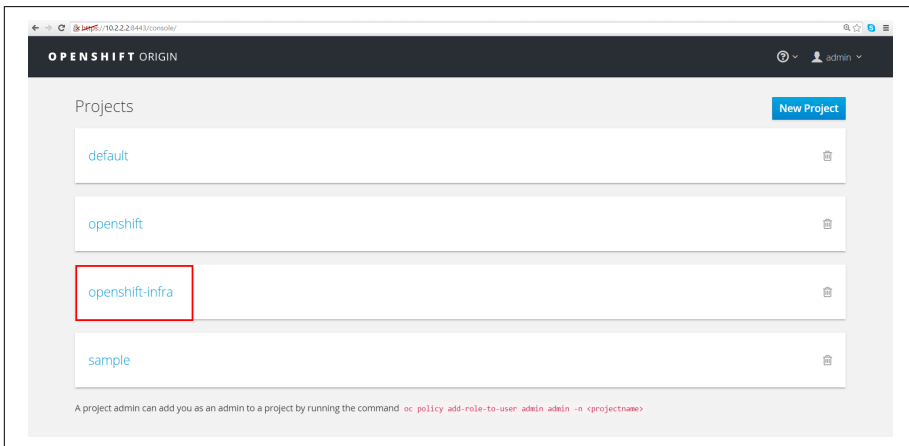 https://10.2.2.2:8443/console/
OPENSHIFT ORIGIN
admin
Projects
New Project
default
openshift
openshift-infra
sample
A project admin can add you as an admin to a project by running the command oc policy add-role-to-user admin admin -n <projectname>